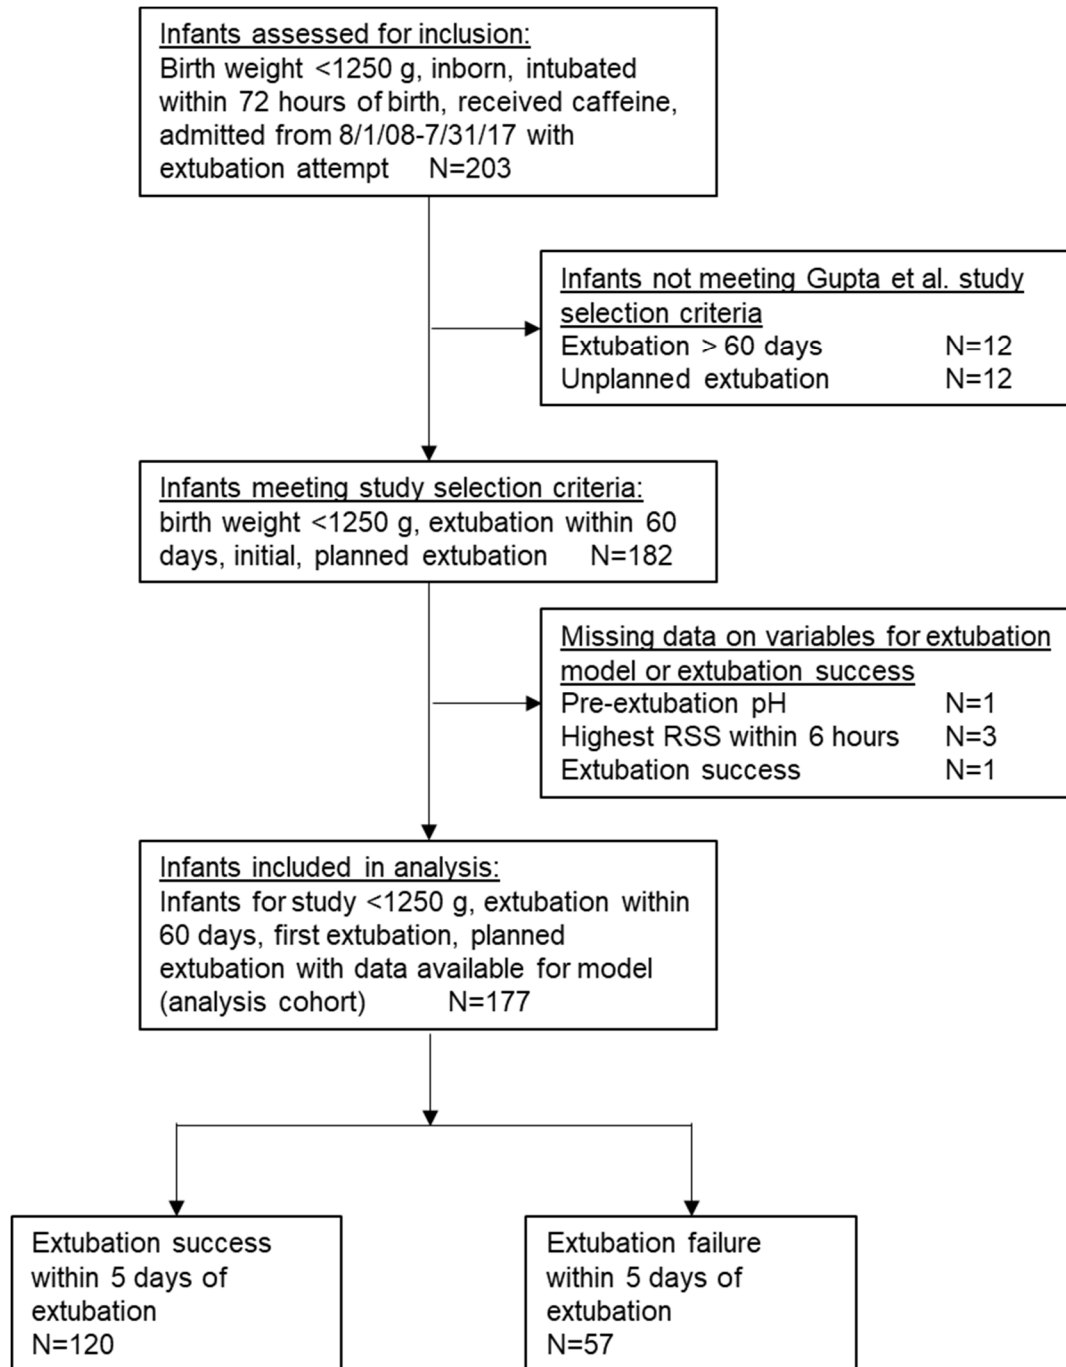 Infants assessed for inclusion:
Birth weight <1250 g, inborn, intubated
within 72 hours of birth, received caffeine,
admitted from 8/1/08-7/31/17 with
extubation attempt N=203
Infants not meeting Gupta et al. study
selection criteria
Extubation > 60 days N=12
Unplanned extubation N=12
Infants meeting study selection criteria:
birth weight <1250 g, extubation within 60
days, initial, planned extubation N=182
Missing data on variables for extubation
model or extubation success
Pre-extubation pH N=1
Highest RSS within 6 hours N=3
Extubation success N=1
Infants included in analysis:
Infants for study <1250 g, extubation within
60 days, first extubation, planned
extubation with data available for model
(analysis cohort) N=177
Extubation success
within 5 days of
extubation
N=120
Extubation failure
within 5 days of
extubation
N=57